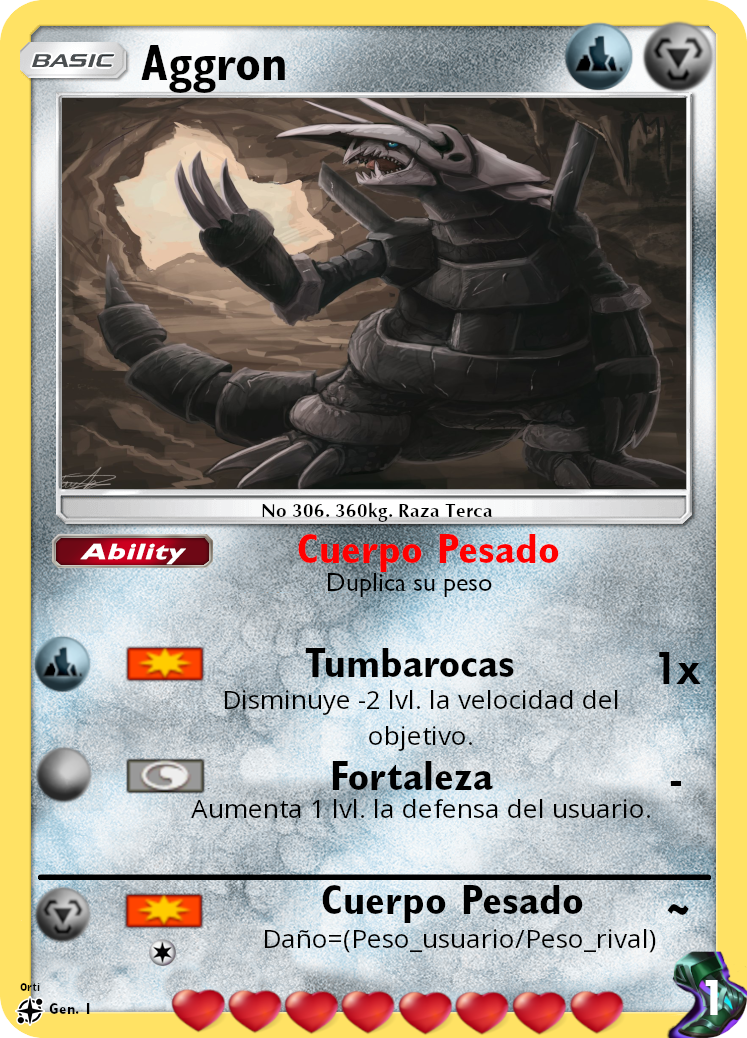 BASIC Aggron
No 306. 360kg. Raza Terca
Ability Cuerpo Pesado
Duplica su peso
Tumbarocas 1x
Disminuye -2 lvl. la velocidad del
objetivo.
Fortaleza -
Aumenta 1 lvl. la defensa del usuario.
Cuerpo Pesado ~
Daño=(Peso_usuario/Peso_rival)
Orti
Gen. I
1